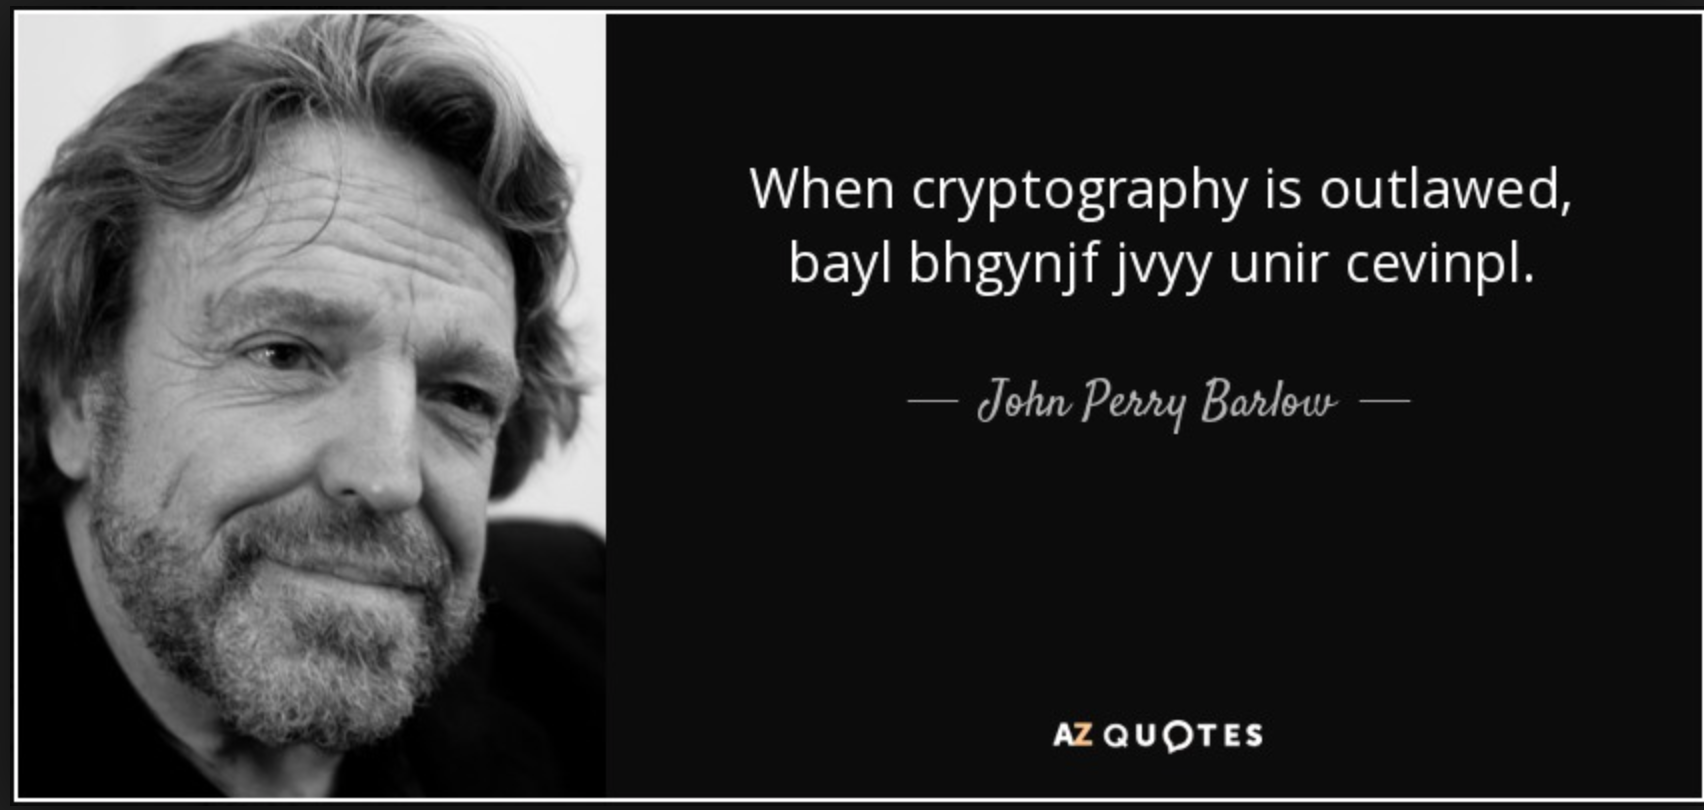 When cryptography is outlawed,
bayl bhgynjf jvyy unir cevinpl.
John Perry Barlow
AZ QUOTES